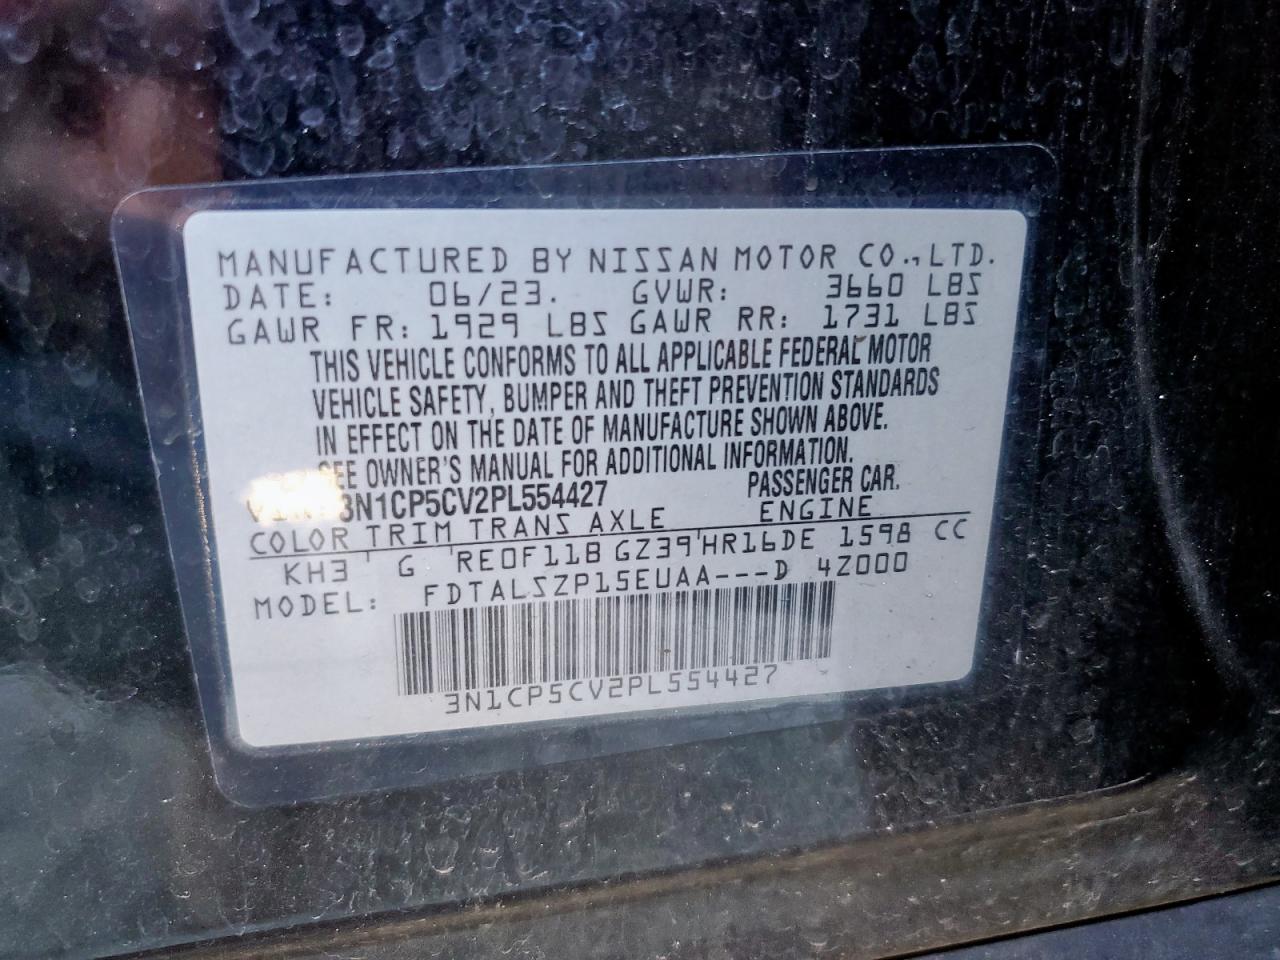 MANUFACTURED BY NISSAN MOTOR CO., LTD.
DATE: 06/23. GVWR: 3660 LBS
GAWR FR: 1929 LBS GAWR RR: 1731 LBS
THIS VEHICLE CONFORMS TO ALL APPLICABLE FEDERAL MOTOR
VEHICLE SAFETY, BUMPER AND THEFT PREVENTION STANDARDS
IN EFFECT ON THE DATE OF MANUFACTURE SHOWN ABOVE.
SEE OWNER'S MANUAL FOR ADDITIONAL INFORMATION.
3N1CP5CV2PL554427 PASSENGER CAR.
COLOR TRIM TRANS AXLE ENGINE
KH3 G RE0F11B GZ39 HR16DE 1598 CC
MODEL: FDTALSZP15EUAA---D 4Z000
3N1CP5CV2PL554427